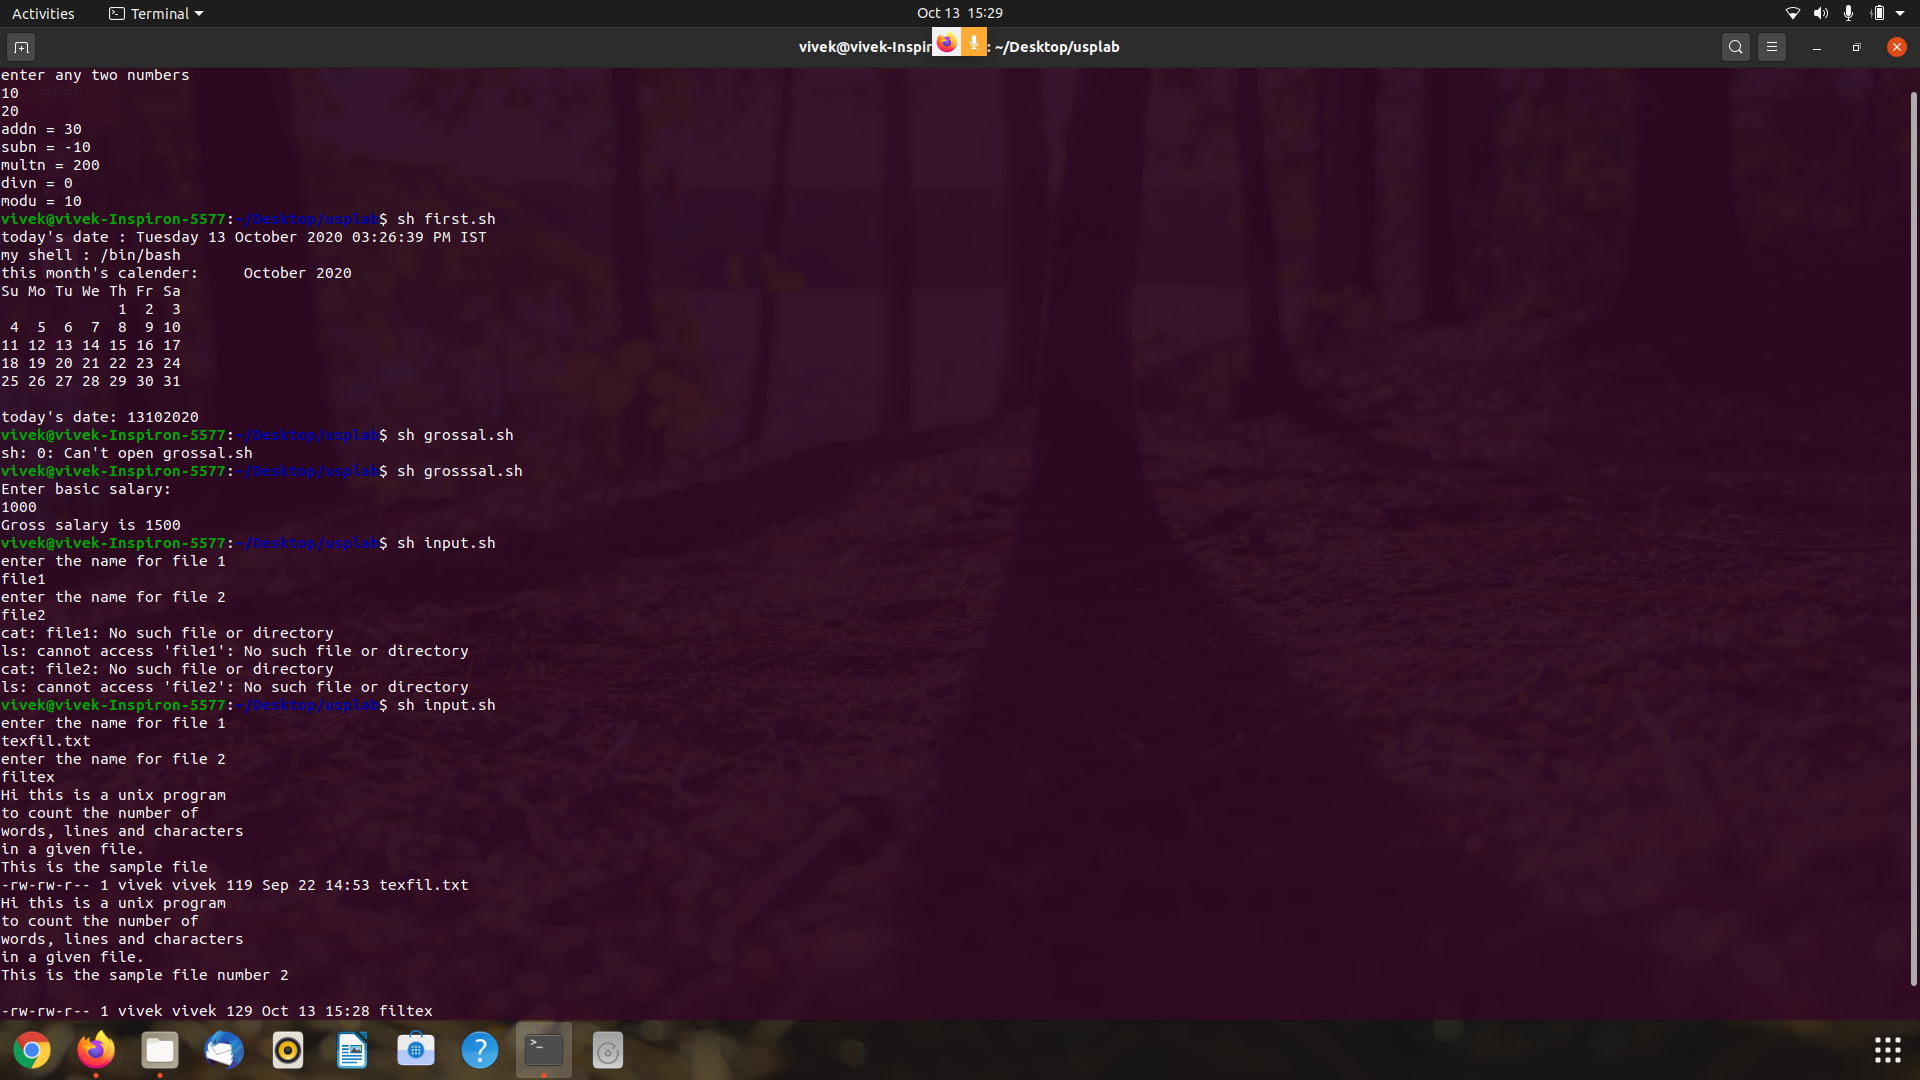 Activities
Terminal
Oct 13 15:29
vivek@vivek-Inspir : ~/Desktop/usplab
enter any two numbers
10
20
addn = 30
subn = -10
multn = 200
divn = 0
modu = 10
vivek@vivek-Inspiron-5577:~/Desktop/usplab$ sh first.sh
today's date : Tuesday 13 October 2020 03:26:39 PM IST
my shell : /bin/bash
this month's calender:     October 2020
Su Mo Tu We Th Fr Sa
             1  2  3
 4  5  6  7  8  9 10
11 12 13 14 15 16 17
18 19 20 21 22 23 24
25 26 27 28 29 30 31
today's date: 13102020
vivek@vivek-Inspiron-5577:~/Desktop/usplab$ sh grossal.sh
sh: 0: Can't open grossal.sh
vivek@vivek-Inspiron-5577:~/Desktop/usplab$ sh grosssal.sh
Enter basic salary:
1000
Gross salary is 1500
vivek@vivek-Inspiron-5577:~/Desktop/usplab$ sh input.sh
enter the name for file 1
file1
enter the name for file 2
file2
cat: file1: No such file or directory
ls: cannot access 'file1': No such file or directory
cat: file2: No such file or directory
ls: cannot access 'file2': No such file or directory
vivek@vivek-Inspiron-5577:~/Desktop/usplab$ sh input.sh
enter the name for file 1
texfil.txt
enter the name for file 2
filtex
Hi this is a unix program
to count the number of
words, lines and characters
in a given file.
This is the sample file
-rw-rw-r-- 1 vivek vivek 119 Sep 22 14:53 texfil.txt
Hi this is a unix program
to count the number of
words, lines and characters
in a given file.
This is the sample file number 2
-rw-rw-r-- 1 vivek vivek 129 Oct 13 15:28 filtex